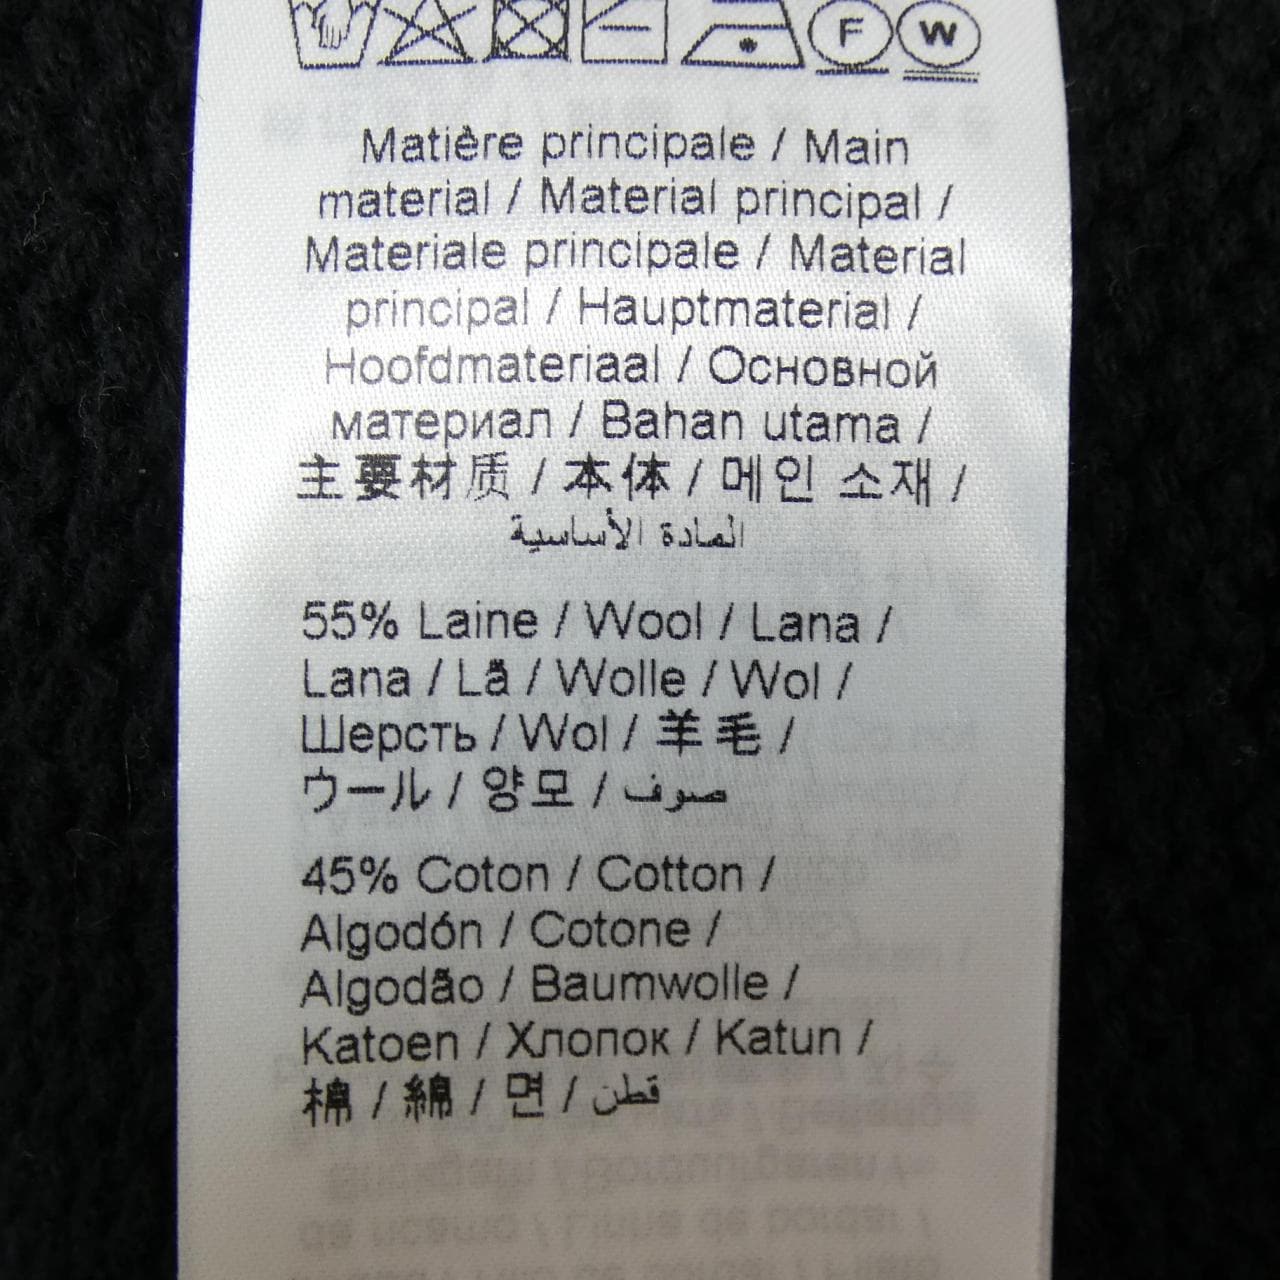 F W
Matière principale / Main
material / Material principal /
Materiale principale / Material
principal / Hauptmaterial /
Hoofdmateriaal / Основной
материал / Bahan utama /
主要材质 / 本体 / 메인 소재 /
المادة الأساسية
55% Laine / Wool / Lana /
Lana / Lã / Wolle / Wol /
Шерсть / Wol / 羊毛 /
ウール / 양모 / صوف
45% Coton / Cotton /
Algodón / Cotone /
Algodão / Baumwolle /
Katoen / Хлопок / Katun /
棉 / 綿 / 면 / قطن